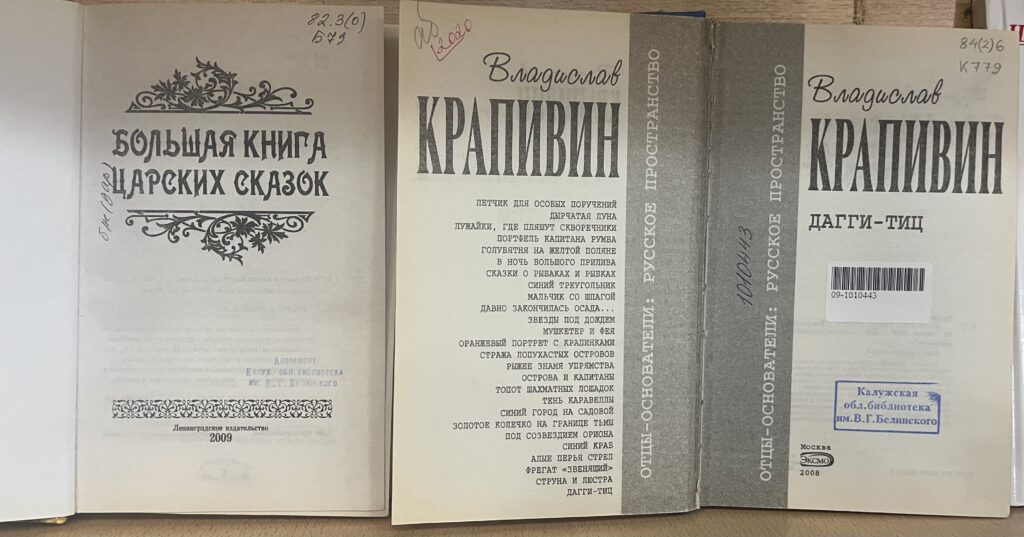 82.3(0)
Б79
БОЛЬШАЯ КНИГА
ЦАРСКИХ СКАЗОК
АБОНЕМЕНТ
КАЛУЖ. ОБЛ. БИБЛИОТЕКА
ИМ. В.Г. БЕЛИНСКОГО
Ленинградское издательство
2009
аб
12020
Владислав
КРАПИВИН
ЛЕТЧИК ДЛЯ ОСОБЫХ ПОРУЧЕНИЙ
ДЫРЧАТАЯ ЛУНА
ЛУЖАЙКИ, ГДЕ ПЛЯШУТ СКВОРЕЧНИКИ
ПОРТФЕЛЬ КАПИТАНА РУМБА
ГОЛУБЯТНЯ НА ЖЕЛТОЙ ПОЛЯНЕ
В НОЧЬ БОЛЬШОГО ПРИЛИВА
СКАЗКИ О РЫБАКАХ И РЫБКАХ
СИНИЙ ТРЕУГОЛЬНИК
МАЛЬЧИК СО ШПАГОЙ
ДАВНО ЗАКОНЧИЛАСЬ ОСАДА...
ЗВЕЗДЫ ПОД ДОЖДЕМ
МУШКЕТЕР И ФЕЯ
ОРАНЖЕВЫЙ ПОРТРЕТ С КРАПИНКАМИ
СТРАЖА ЛОПУХАСТЫХ ОСТРОВОВ
РЫЖЕЕ ЗНАМЯ УПРЯМСТВА
ОСТРОВА И КАПИТАНЫ
ТОПОТ ШАХМАТНЫХ ЛОШАДОК
ТЕНЬ КАРАВЕЛЛЫ
СИНИЙ ГОРОД НА САДОВОЙ
ЗОЛОТОЕ КОЛЕЧКО НА ГРАНИЦЕ ТЬМЫ
ПОД СОЗВЕЗДИЕМ ОРИОНА
СИНИЙ КРАБ
АЛЫЕ ПЕРЬЯ СТРЕЛ
ФРЕГАТ «ЗВЕНЯЩИЙ»
СТРУНА И ЛЮСТРА
ДАГГИ-ТИЦ
ОТЦЫ-ОСНОВАТЕЛИ: РУССКОЕ ПРОСТРАНСТВО
ОТЦЫ-ОСНОВАТЕЛИ: РУССКОЕ ПРОСТРАНСТВО
1010443
84(2)6
К779
Владислав
КРАПИВИН
ДАГГИ-ТИЦ
09-1010443
Калужская
обл.библиотека
им.В.Г.Белинского
Москва
ЭКСМО
2008